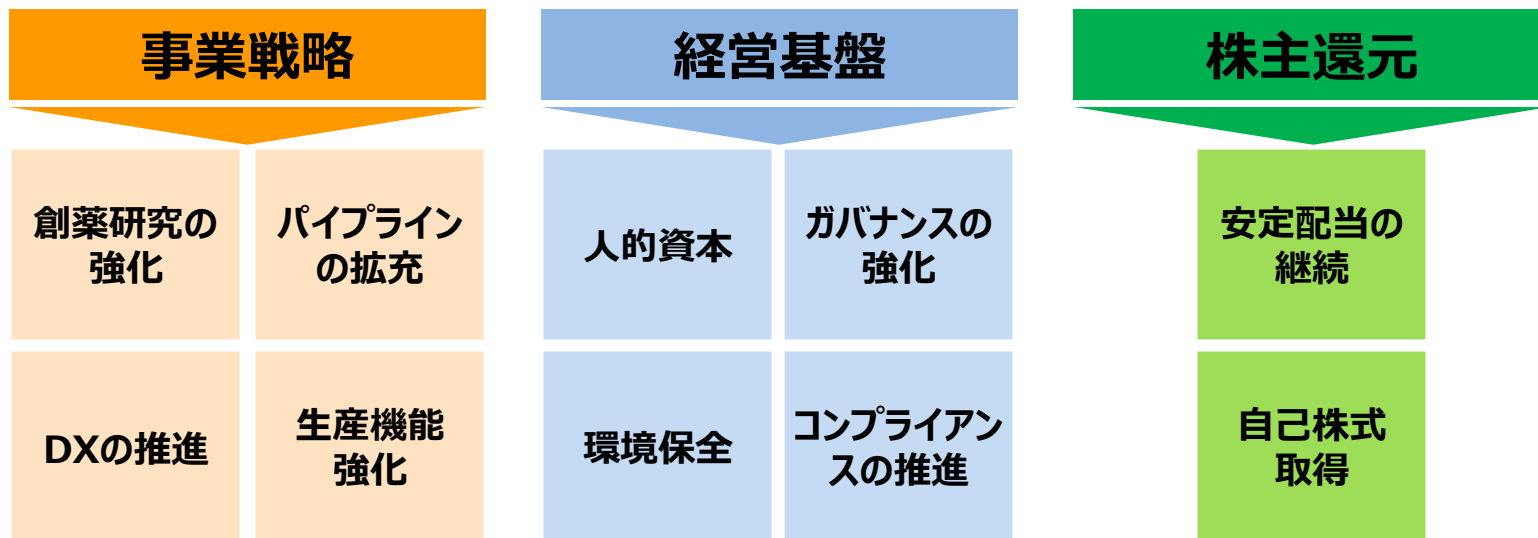 事業戦略
創薬研究の
強化
パイプライン
の拡充
DXの推進
生産機能
強化
経営基盤
人的資本
ガバナンスの
強化
環境保全
コンプライアン
スの推進
株主還元
安定配当の
継続
自己株式
取得